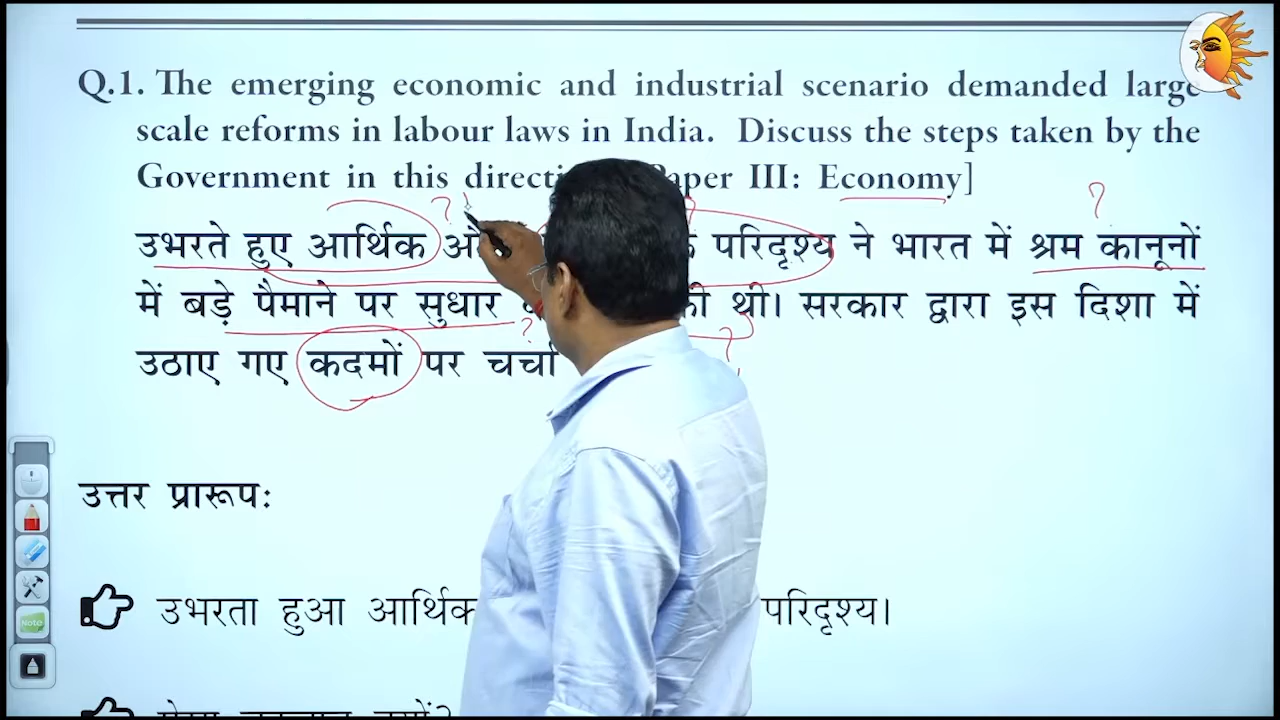 Q.1. The emerging economic and industrial scenario demanded large
scale reforms in labour laws in India. Discuss the steps taken by the
Government in this Paper III: Economy]
उभरते हुए आर्थिक परिदृश्य ने भारत में श्रम कानूनों
में बड़े पैमाने पर सुधार की थी। सरकार द्वारा इस दिशा में
उठाए गए कदमों पर चर्चा
उत्तर प्रारूपः
उभरता हुआ आर्थिक परिदृश्य।
Note